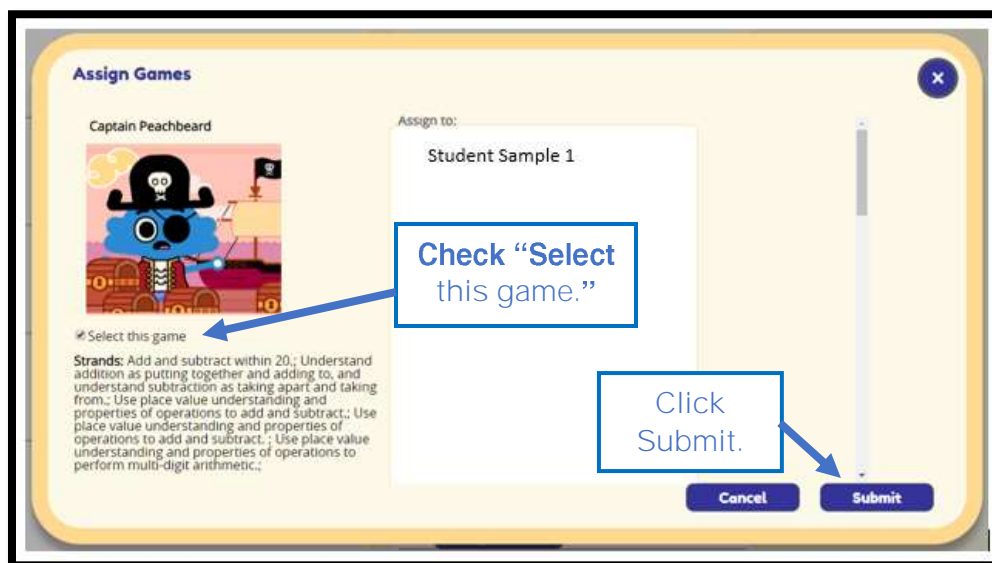 Assign Games
×
Captain Peachbeard
Assign to:
Student Sample 1
Check “Select
this game.”
Select this game
Strands: Add and subtract within 20.; Understand
addition as putting together and adding to, and
understand subtraction as taking apart and taking
from.; Use place value understanding and
properties of operations to add and subtract.; Use
place value understanding and properties of
operations to add and subtract. ; Use place value
understanding and properties of operations to
perform multi-digit arithmetic.;
Click
Submit.
Cancel
Submit